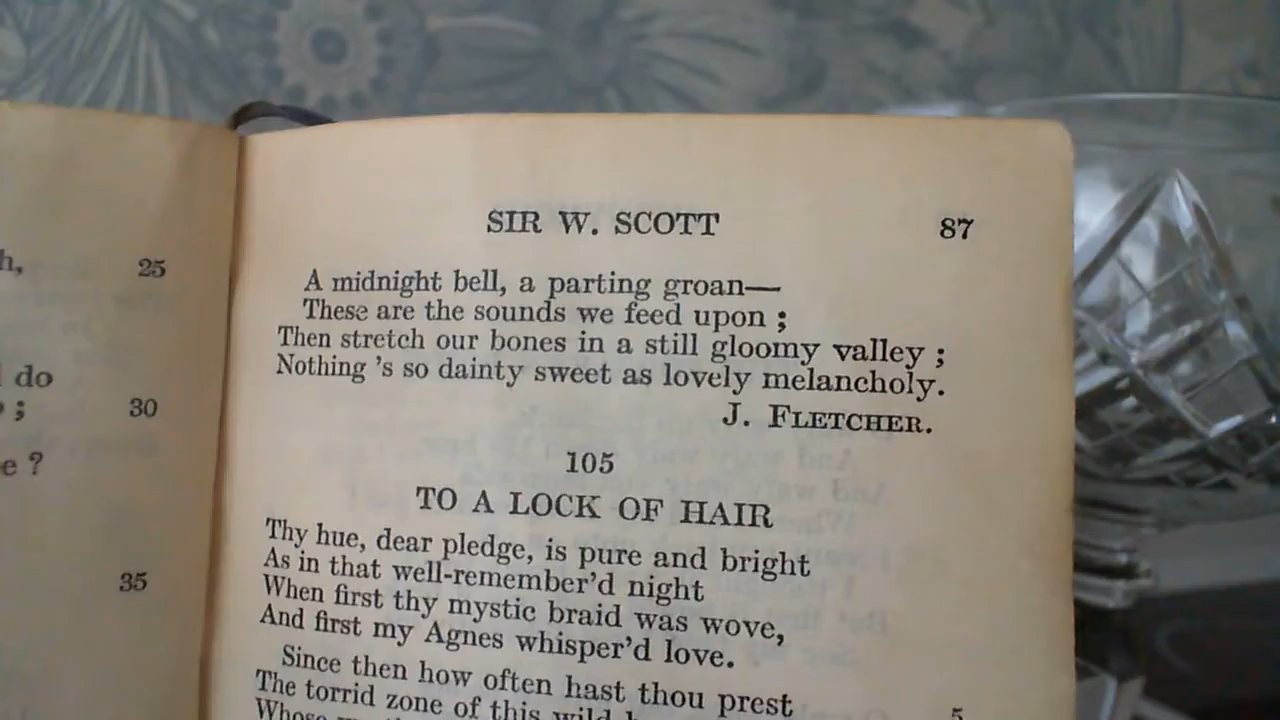 h,
25
do
;
30
e ?
35
SIR W. SCOTT
87
A midnight bell, a parting groan—
These are the sounds we feed upon ;
Then stretch our bones in a still gloomy valley ;
Nothing 's so dainty sweet as lovely melancholy.
J. FLETCHER.
105
TO A LOCK OF HAIR
Thy hue, dear pledge, is pure and bright
As in that well-remember'd night
When first thy mystic braid was wove,
And first my Agnes whisper'd love.
Since then how often hast thou prest
The torrid zone of this wild
5
Whose